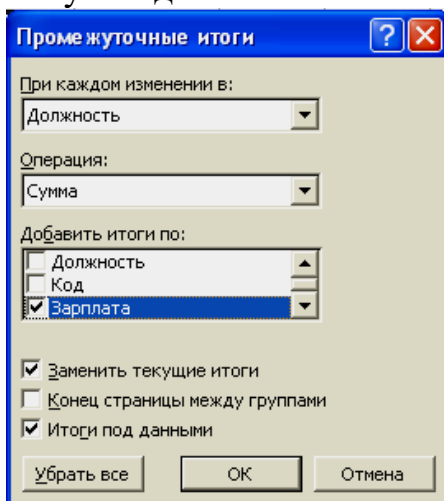 Промежуточные итоги
При каждом изменении в:
Должность
Операция:
Сумма
Добавить итоги по:
Должность
Код
Зарплата
Заменить текущие итоги
Конец страницы между группами
Итоги под данными
Убрать все ОК Отмена